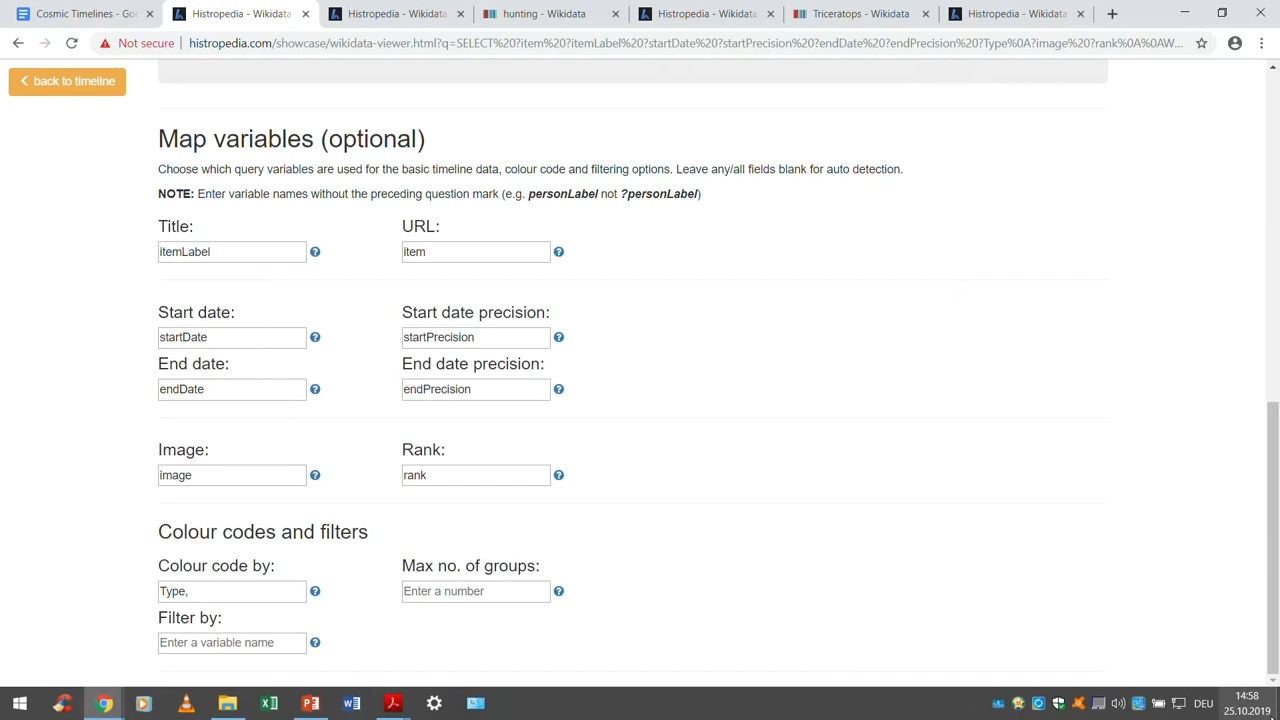 Cosmic Timelines - Goo
Histropedia - Wikidata
Histropedia - Wikidata
hunting - Wikidata
Histropedia - Wikidata
Triceratops - Wikidata
Histropedia - Wikidata
Not secure | histropedia.com/showcase/wikidata-viewer.html?q=SELECT%20?item%20?itemLabel%20?startDate%20?startPrecision%20?endDate%20?endPrecision%20?Type%0A?image%20?rank%0A%0AW...
back to timeline
Map variables (optional)
Choose which query variables are used for the basic timeline data, colour code and filtering options. Leave any/all fields blank for auto detection.
NOTE: Enter variable names without the preceding question mark (e.g. personLabel not ?personLabel)
Title: URL:
itemLabel item
Start date: Start date precision:
startDate startPrecision
End date: End date precision:
endDate endPrecision
Image: Rank:
image rank
Colour codes and filters
Colour code by: Max no. of groups:
Type, Enter a number
Filter by:
Enter a variable name
DEU
14:58
25.10.2019